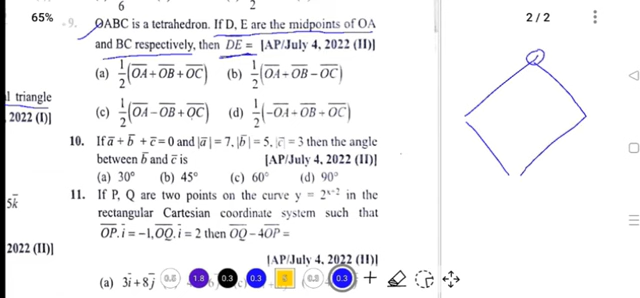 65%
6
2
2 / 2
9. OABC is a tetrahedron. If D, E are the midpoints of OA
and BC respectively, then DE = [AP/July 4, 2022 (II)]
(a) 1/2(OA + OB + OC) (b) 1/2(OA + OB − OC)
(c) 1/2(OA − OB + OC) (d) 1/2(−OA + OB + OC)
10. If a̅ + b̅ + c̅ = 0 and |a̅| = 7, |b̅| = 5, |c̅| = 3 then the angle
between b̅ and c̅ is [AP/July 4, 2022 (II)]
(a) 30° (b) 45° (c) 60° (d) 90°
11. If P, Q are two points on the curve y = 2^(x+2) in the
rectangular Cartesian coordinate system such that
OP . i̅ = −1, OQ . i̅ = 2 then OQ − 4OP =
[AP/July 4, 2022 (II)]
(a) 3i̅ + 8j̅
triangle
2022 (I)]
5k̅
2022 (II)]
0.8 1.8 0.3 0.3 0.3 0.3